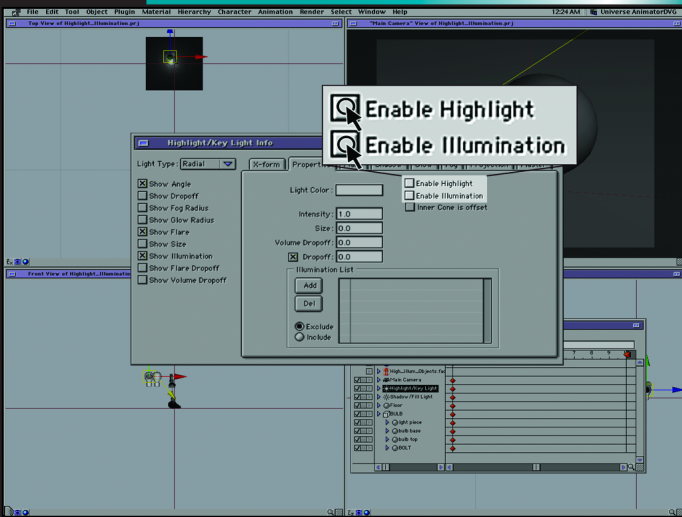 File Edit Tool Object Plugin Material Hierarchy Character Animation Render Select Window Help 12:24 AM Universe AnimatorDVG
Top View of Highlight...Illumination.prj
"Main Camera" View of Highlight...Illumination.prj
Enable Highlight
Enable Illumination
Highlight/Key Light Info
Light Type: Radial
X-form
Show Angle
Show Dropoff
Show Fog Radius
Show Glow Radius
Show Flare
Show Size
Show Illumination
Show Flare Dropoff
Show Volume Dropoff
Light Color:
Enable Highlight
Enable Illumination
Inner Cone is offset
Intensity: 1.0
Size: 0.0
Volume Dropoff: 0.0
Dropoff: 0.0
Illumination List
Add
Del
Exclude
Include
Front View of Highlight...Illumination
7 8 9
Main Camera
Highlight/Key Light
Shadow/Fill Light
Floor
BULB
light piece
bulb base
bulb top
BOLT